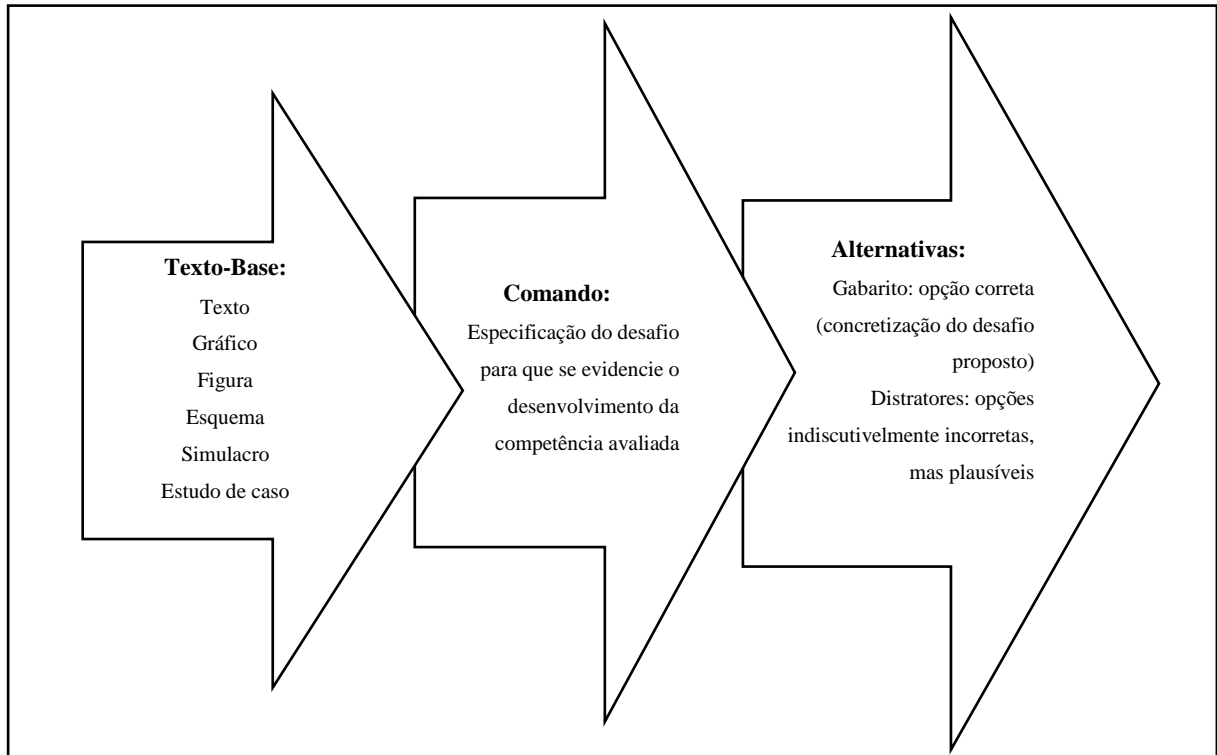 Texto-Base:
Texto
Gráfico
Figura
Esquema
Simulacro
Estudo de caso
Comando:
Especificação do desafio
para que se evidencie o
desenvolvimento da
competência avaliada
Alternativas:
Gabarito: opção correta
(concretização do desafio
proposto)
Distratores: opções
indiscutivelmente incorretas,
mas plausíveis